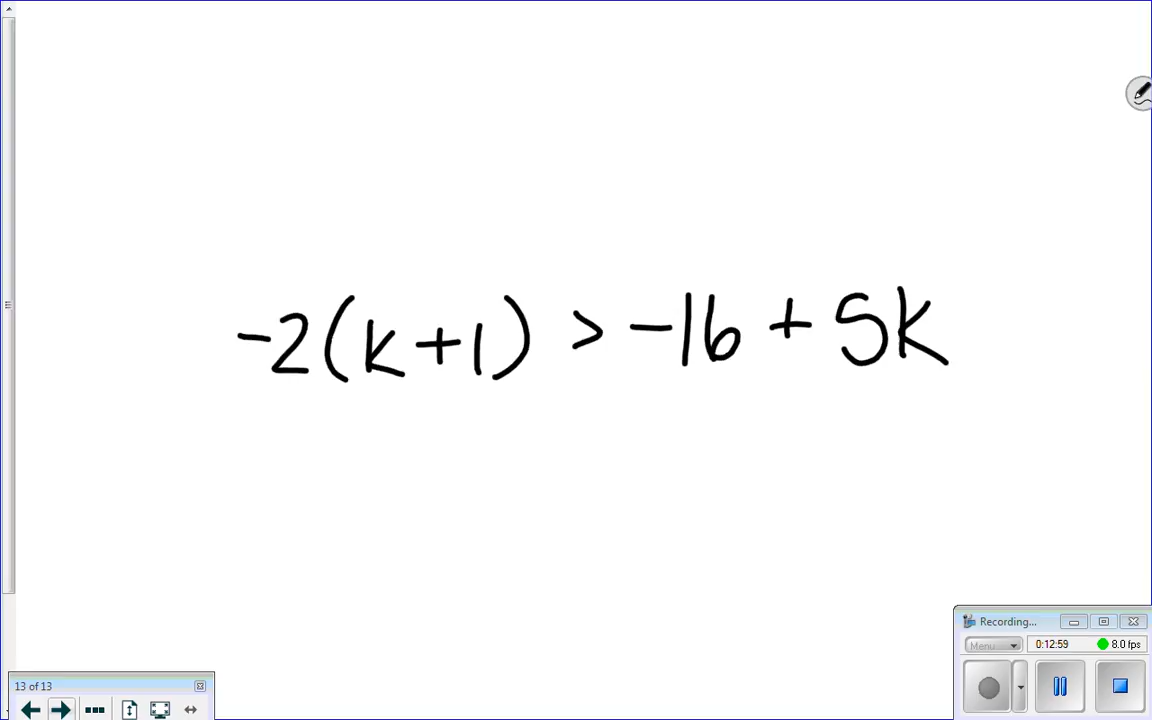 -2(k+1) > -16 + 5k
Recording...
Menu
0:12:59
8.0 fps
13 of 13